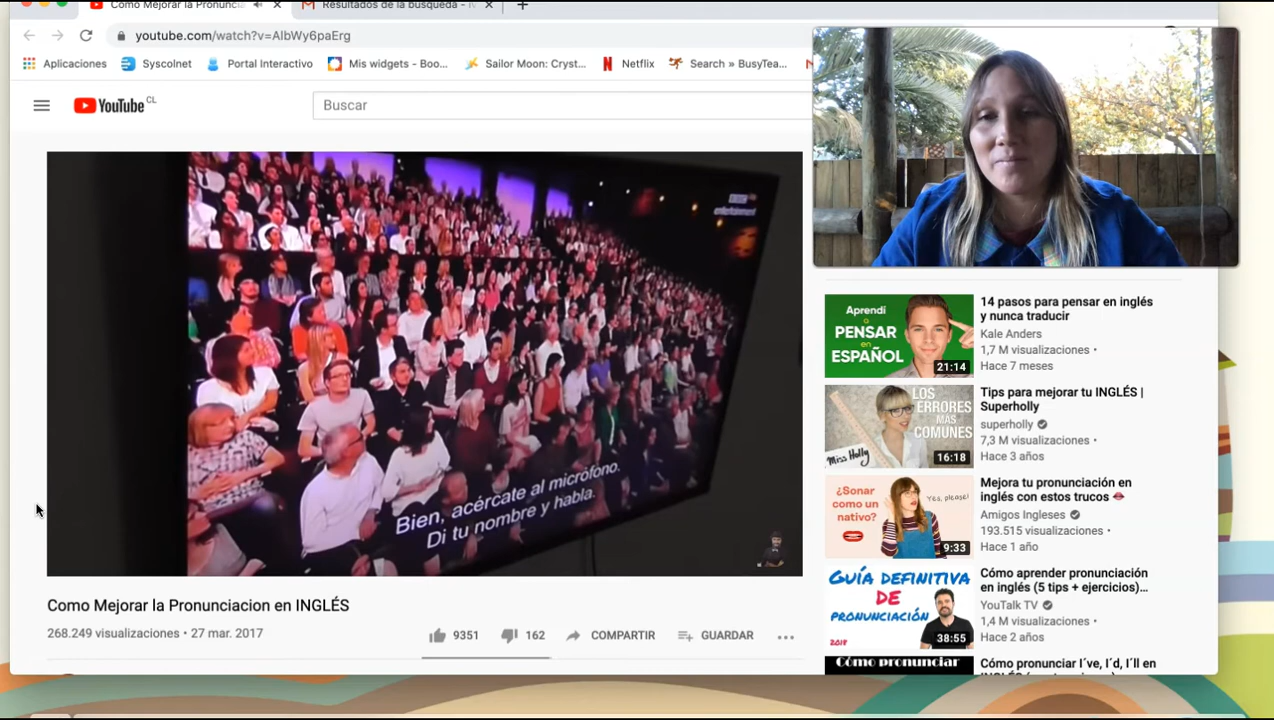 Como Mejorar la Pronuncia
Resultados de la búsqueda -
youtube.com/watch?v=AlbWy6paErg
Aplicaciones
Syscolnet
Portal Interactivo
Mis widgets - Boo...
Sailor Moon: Cryst...
Netflix
Search » BusyTea...
YouTube CL
Buscar
Bien, acércate al micrófono.
Di tu nombre y habla.
Como Mejorar la Pronunciacion en INGLÉS
268.249 visualizaciones • 27 mar. 2017
9351
162
COMPARTIR
GUARDAR
Aprendí
a
PENSAR
en
ESPAÑOL
21:14
14 pasos para pensar en inglés
y nunca traducir
Kale Anders
1,7 M visualizaciones •
Hace 7 meses
LOS
ERRORES
MÁS
COMUNES
Miss Holly
16:18
Tips para mejorar tu INGLÉS |
Superholly
superholly
7,3 M visualizaciones •
Hace 3 años
¿Sonar
como un
nativo?
Yes, please!
9:33
Mejora tu pronunciación en
inglés con estos trucos
Amigos Ingleses
193.515 visualizaciones •
Hace 1 año
GUÍA DEFINITIVA
DE
PRONUNCIACIÓN
2018
38:55
Cómo aprender pronunciación
en inglés (5 tips + ejercicios)...
YouTalk TV
1,4 M visualizaciones •
Hace 2 años
Cómo pronunciar
Cómo pronunciar I´ve, I´d, I´ll en